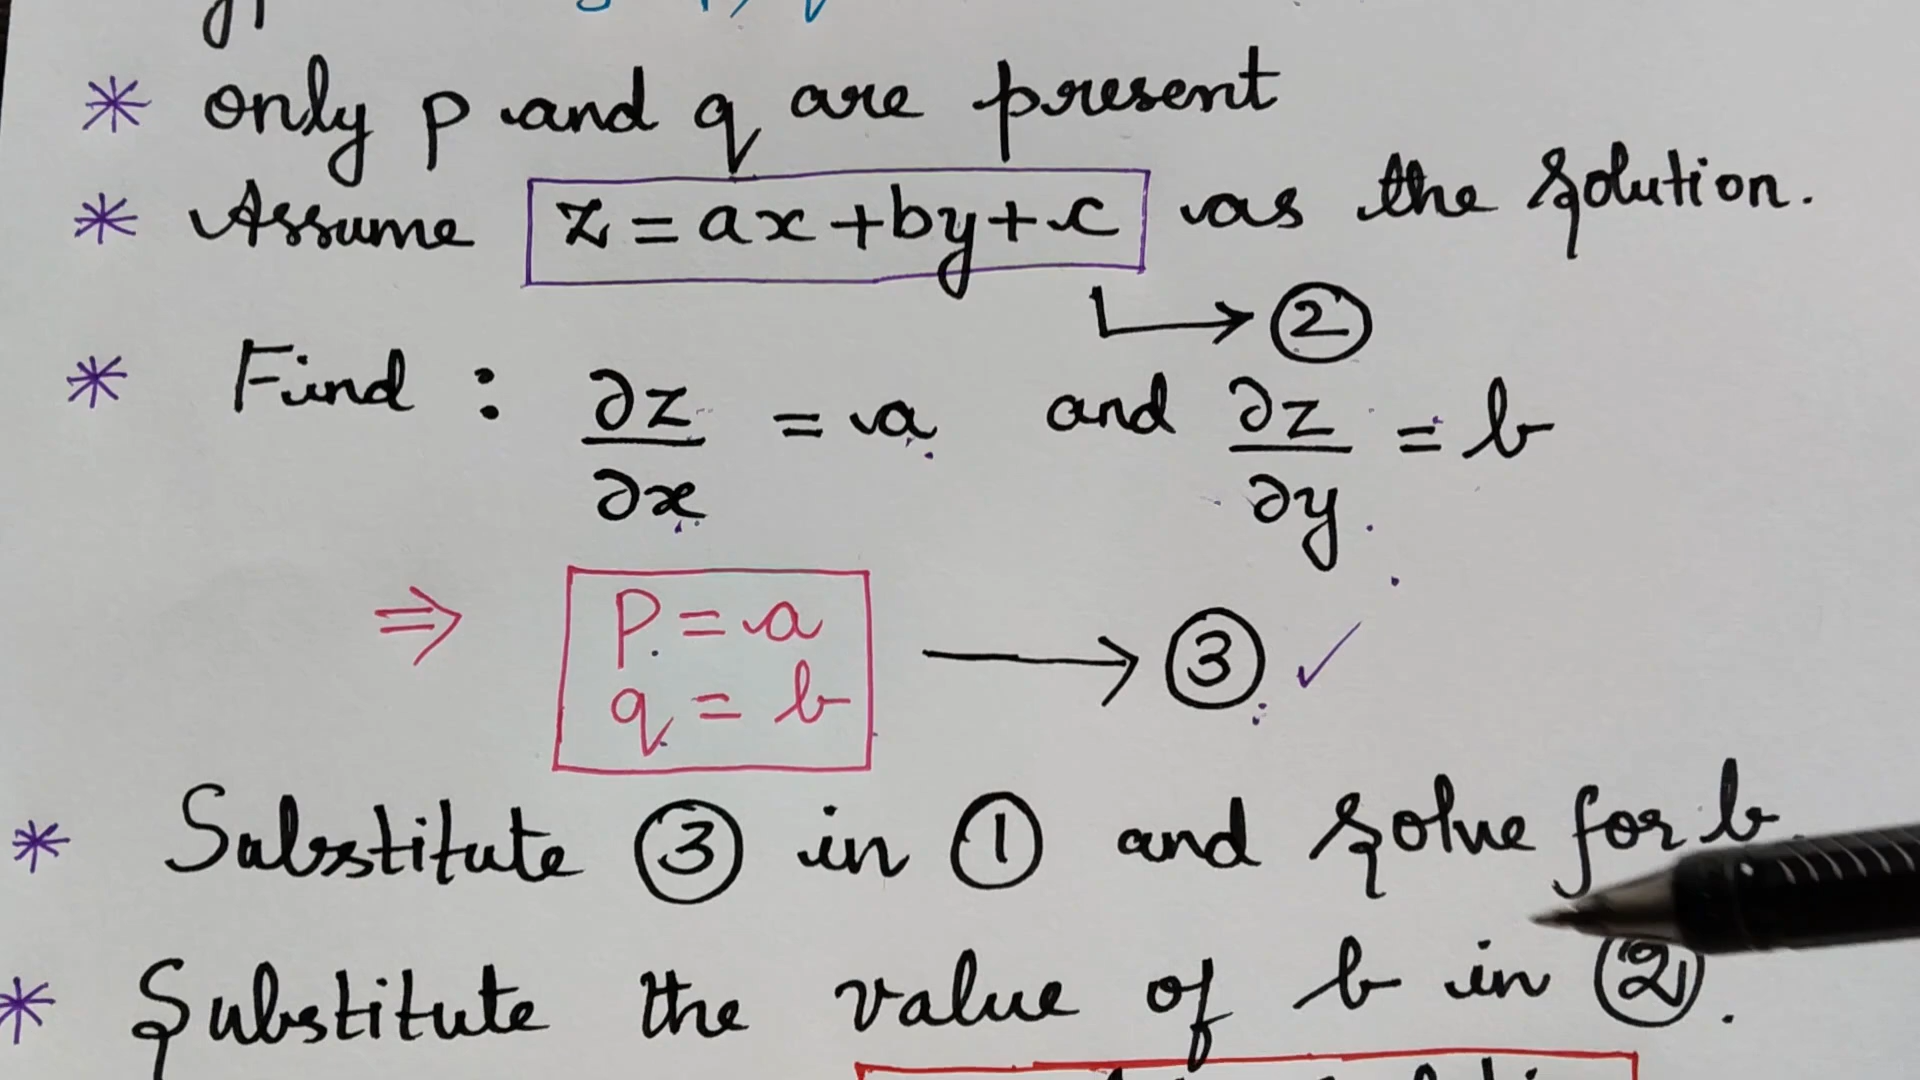 * only p and q are present
* Assume z = ax + by + c as the solution.
→ ②
* Find : ∂z/∂x = a and ∂z/∂y = b
⇒ p = a
q = b → ③ ✓
* Substitute ③ in ① and solve for b
* Substitute the value of b in ②.